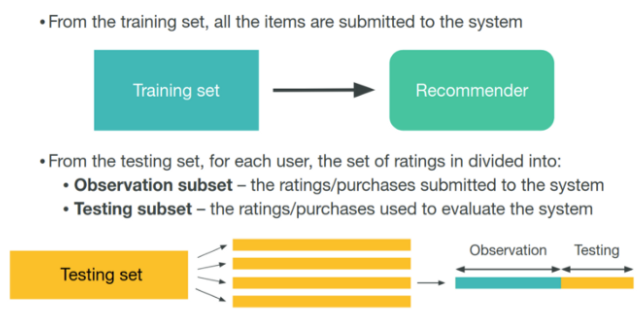 • From the training set, all the items are submitted to the system
Training set
Recommender
• From the testing set, for each user, the set of ratings in divided into:
• Observation subset – the ratings/purchases submitted to the system
• Testing subset – the ratings/purchases used to evaluate the system
Testing set
Observation
Testing